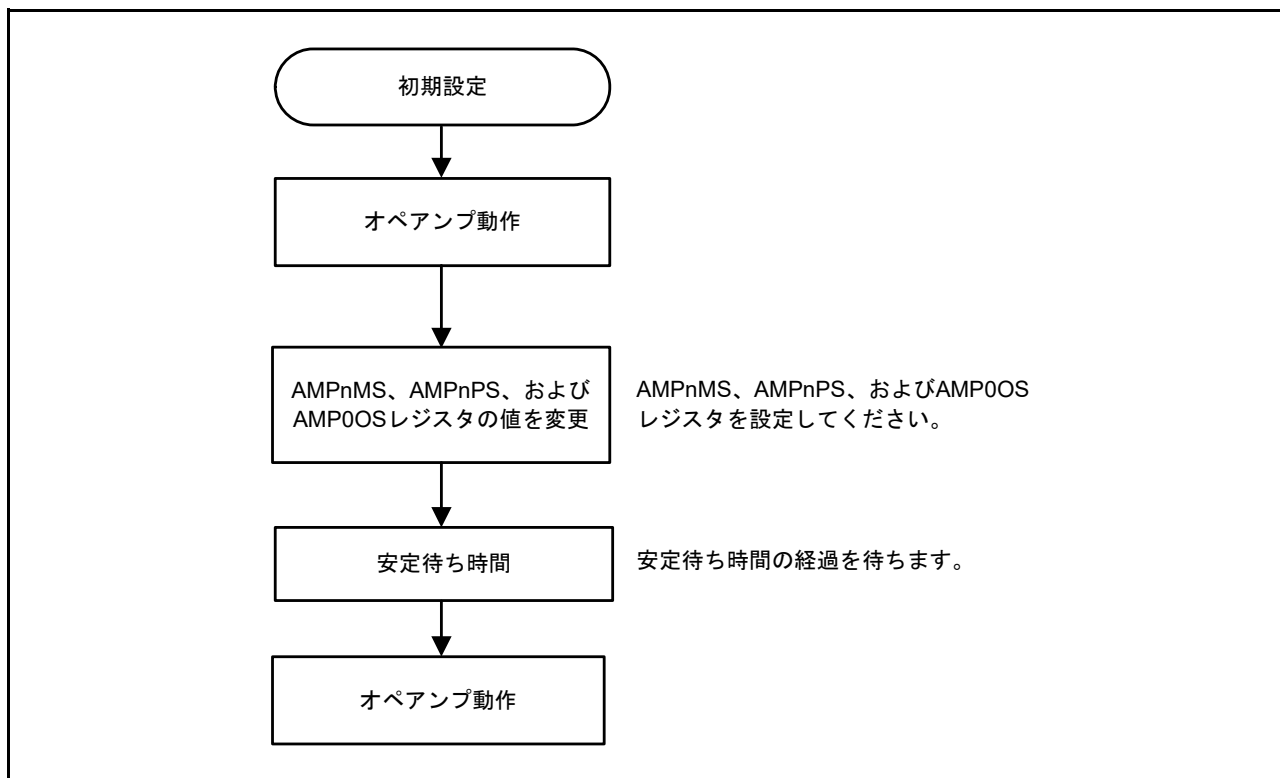 初期設定
オペアンプ動作
AMPnMS、AMPnPS、および
AMP0OSレジスタの値を変更
AMPnMS、AMPnPS、およびAMP0OS
レジスタを設定してください。
安定待ち時間
安定待ち時間の経過を待ちます。
オペアンプ動作